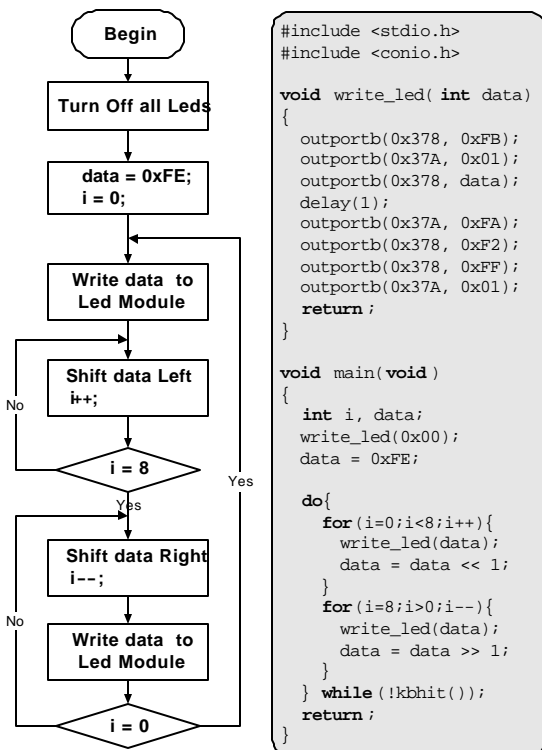 Begin
Turn Off all Leds
data = 0xFE;
i = 0;
Write data to
Led Module
Shift data Left
i++;
No
i = 8
Yes
Yes
Shift data Right
i--;
No
Write data to
Led Module
i = 0
#include <stdio.h>
#include <conio.h>
void write_led( int data)
{
outportb(0x378, 0xFB);
outportb(0x37A, 0x01);
outportb(0x378, data);
delay(1);
outportb(0x37A, 0xFA);
outportb(0x378, 0xF2);
outportb(0x378, 0xFF);
outportb(0x37A, 0x01);
return ;
}
void main(void )
{
int i, data;
write_led(0x00);
data = 0xFE;
do{
for(i=0;i<8;i++){
write_led(data);
data = data << 1;
}
for(i=8;i>0;i--){
write_led(data);
data = data >> 1;
}
} while(!kbhit());
return ;
}